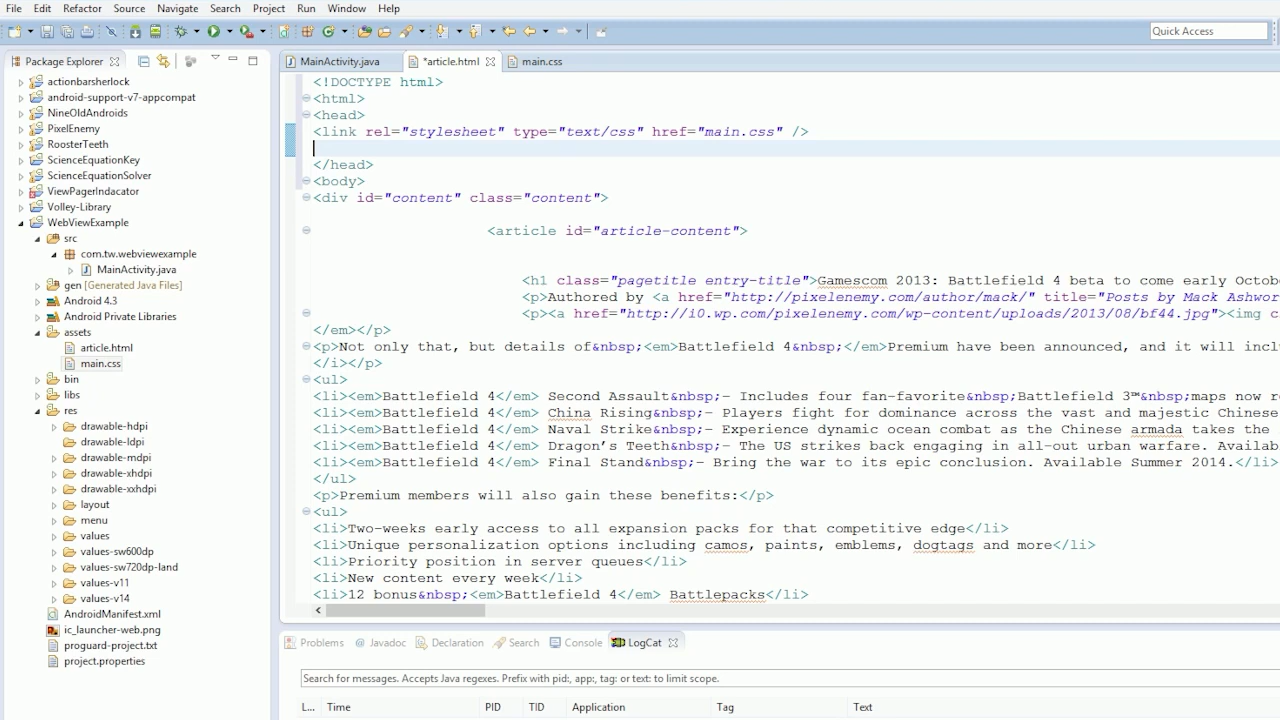 File Edit Refactor Source Navigate Search Project Run Window Help
Quick Access
Package Explorer
actionbarsherlock
android-support-v7-appcompat
NineOldAndroids
PixelEnemy
RoosterTeeth
ScienceEquationKey
ScienceEquationSolver
ViewPagerIndacator
Volley-Library
WebViewExample
src
com.tw.webviewexample
MainActivity.java
gen [Generated Java Files]
Android 4.3
Android Private Libraries
assets
article.html
main.css
bin
libs
res
drawable-hdpi
drawable-ldpi
drawable-mdpi
drawable-xhdpi
drawable-xxhdpi
layout
menu
values
values-sw600dp
values-sw720dp-land
values-v11
values-v14
AndroidManifest.xml
ic_launcher-web.png
proguard-project.txt
project.properties
MainActivity.java *article.html main.css
<!DOCTYPE html>
<html>
<head>
<link rel="stylesheet" type="text/css" href="main.css" />
</head>
<body>
<div id="content" class="content">
<article id="article-content">
<h1 class="pagetitle entry-title">Gamescom 2013: Battlefield 4 beta to come early Octobe
<p>Authored by <a href="http://pixelenemy.com/author/mack/" title="Posts by Mack Ashwor
<p><a href="http://i0.wp.com/pixelenemy.com/wp-content/uploads/2013/08/bf44.jpg"><img c
</em></p>
<p>Not only that, but details of&nbsp;<em>Battlefield 4&nbsp;</em>Premium have been announced, and it will incl
</i></p>
<ul>
<li><em>Battlefield 4</em> Second Assault&nbsp;– Includes four fan-favorite&nbsp;Battlefield 3™&nbsp;maps now r
<li><em>Battlefield 4</em> China Rising&nbsp;– Players fight for dominance across the vast and majestic Chinese
<li><em>Battlefield 4</em> Naval Strike&nbsp;– Experience dynamic ocean combat as the Chinese armada takes the
<li><em>Battlefield 4</em> Dragon’s Teeth&nbsp;– The US strikes back engaging in all-out urban warfare. Availab
<li><em>Battlefield 4</em> Final Stand&nbsp;– Bring the war to its epic conclusion. Available Summer 2014.</li>
</ul>
<p>Premium members will also gain these benefits:</p>
<ul>
<li>Two-weeks early access to all expansion packs for that competitive edge</li>
<li>Unique personalization options including camos, paints, emblems, dogtags and more</li>
<li>Priority position in server queues</li>
<li>New content every week</li>
<li>12 bonus&nbsp;<em>Battlefield 4</em> Battlepacks</li>
Problems Javadoc Declaration Search Console LogCat
Search for messages. Accepts Java regexes. Prefix with pid:, app:, tag: or text: to limit scope.
L... Time PID TID Application Tag Text